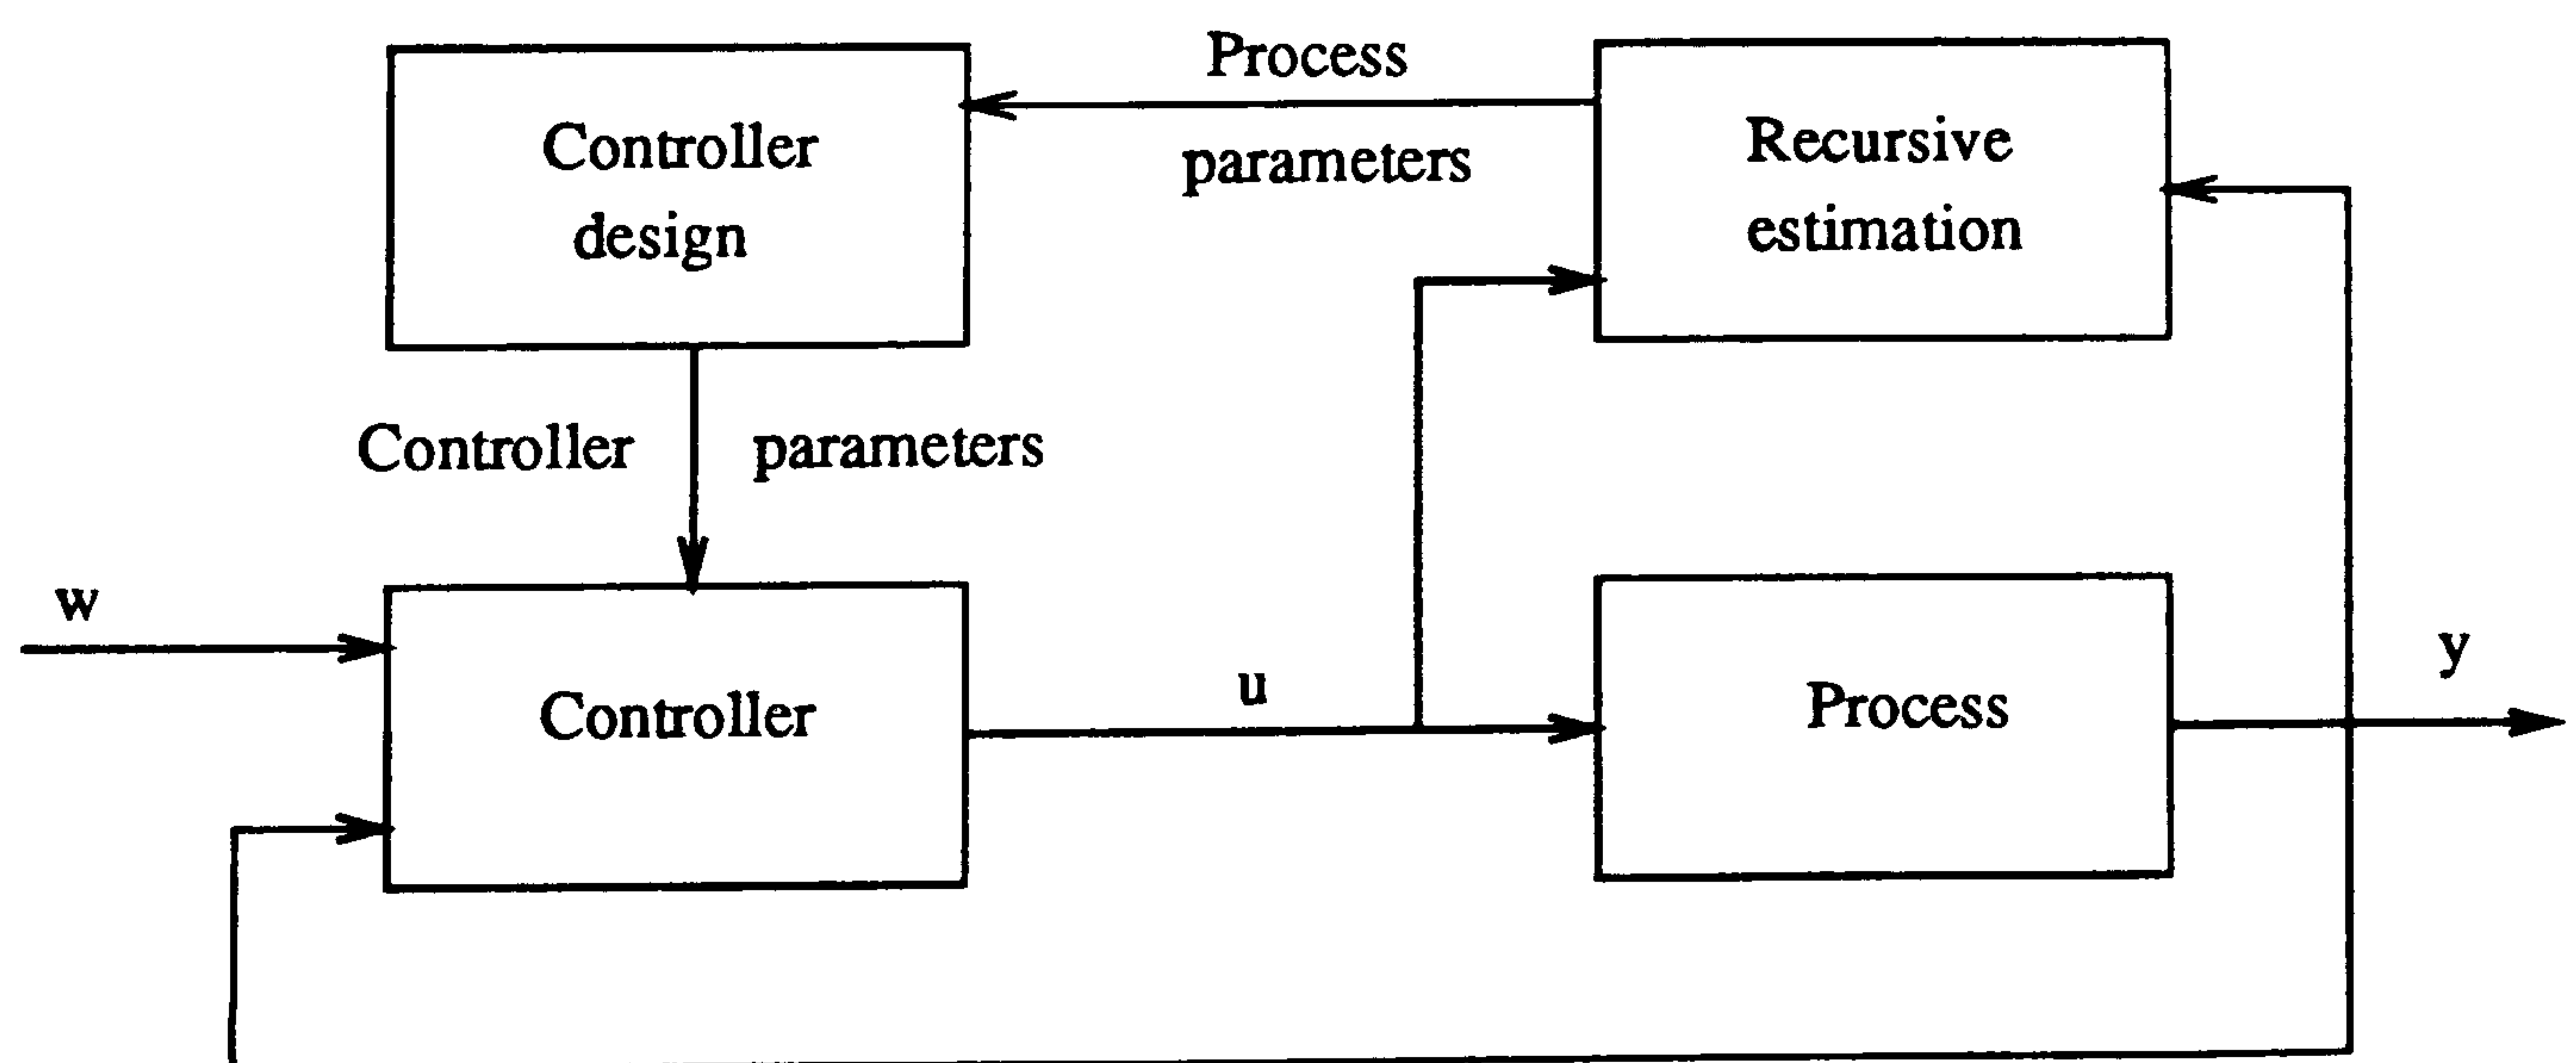 Process
parameters
Controller
design
Recursive
estimation
Controller parameters
w
Controller
u
Process
y